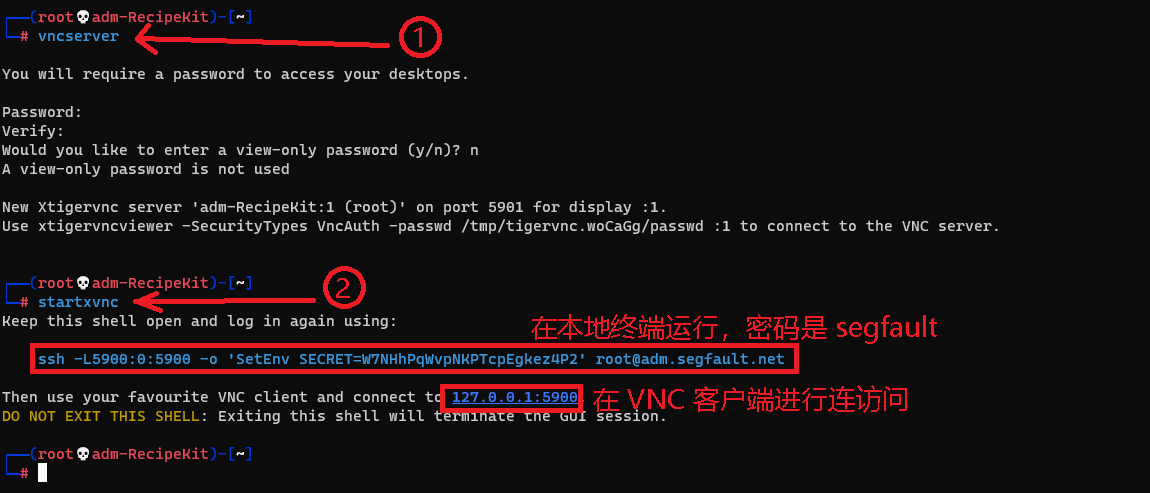 ┌──(root💀adm-RecipeKit)-[~]
└─# vncserver
①
You will require a password to access your desktops.
Password:
Verify:
Would you like to enter a view-only password (y/n)? n
A view-only password is not used
New Xtigervnc server 'adm-RecipeKit:1 (root)' on port 5901 for display :1.
Use xtigervncviewer -SecurityTypes VncAuth -passwd /tmp/tigervnc.woCaGg/passwd :1 to connect to the VNC server.
┌──(root💀adm-RecipeKit)-[~]
└─# startxvnc
②
Keep this shell open and log in again using:
在本地终端运行，密码是 segfault
ssh -L5900:0:5900 -o 'SetEnv SECRET=W7NHhPqWvpNKPTcpEgkez4P2' root@adm.segfault.net
Then use your favourite VNC client and connect to 127.0.0.1:5900
在 VNC 客户端进行连访问
DO NOT EXIT THIS SHELL: Exiting this shell will terminate the GUI session.
┌──(root💀adm-RecipeKit)-[~]
└─#